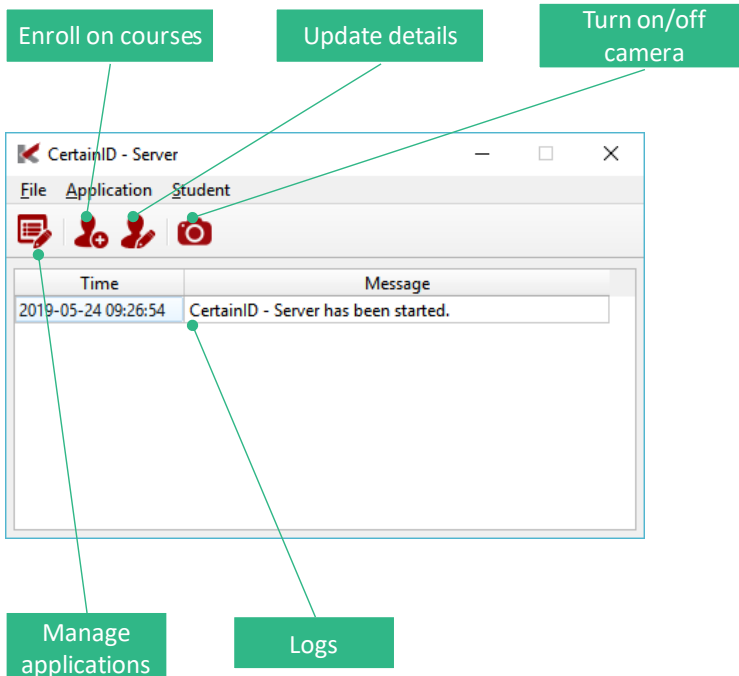 Enroll on courses
Update details
Turn on/off
camera
CertainID - Server
File Application Student
Time Message
2019-05-24 09:26:54 CertainID - Server has been started.
Manage
applications
Logs